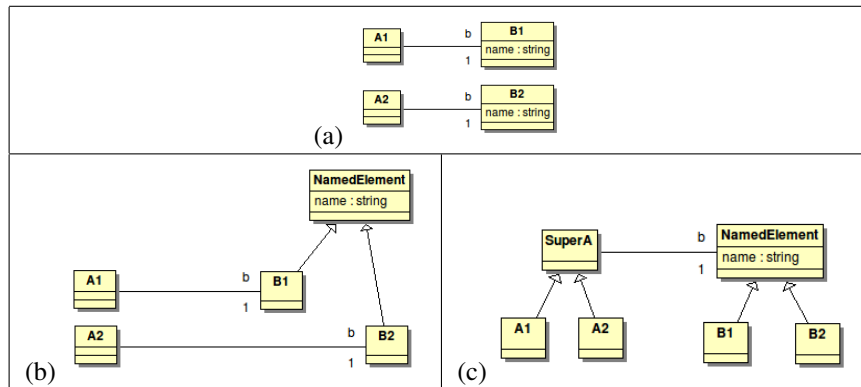 A1
b
1
B1
name : string
A2
b
1
B2
name : string
(a)
NamedElement
name : string
A1
b
1
B1
A2
b
1
B2
(b)
SuperA
b
1
NamedElement
name : string
A1
A2
B1
B2
(c)